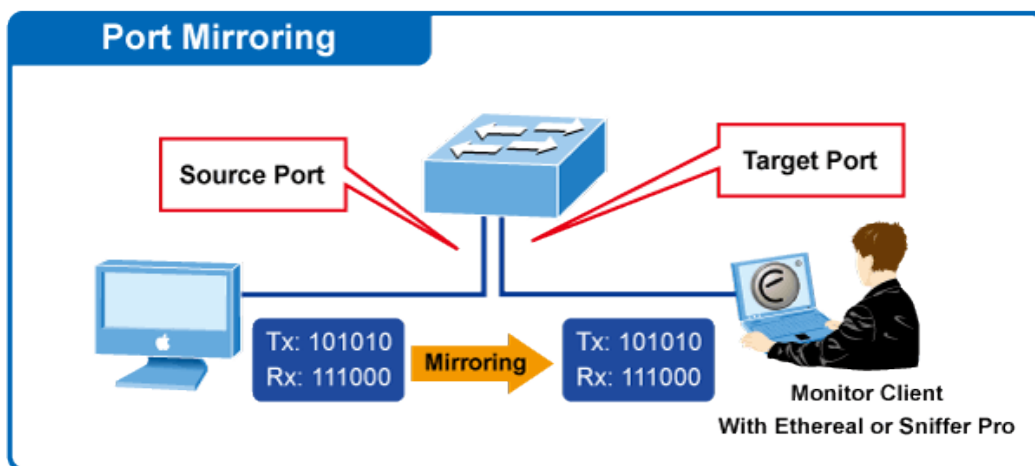 Port Mirroring
Source Port
Target Port
Tx: 101010
Rx: 111000
Mirroring
Tx: 101010
Rx: 111000
e
Monitor Client
With Ethereal or Sniffer Pro